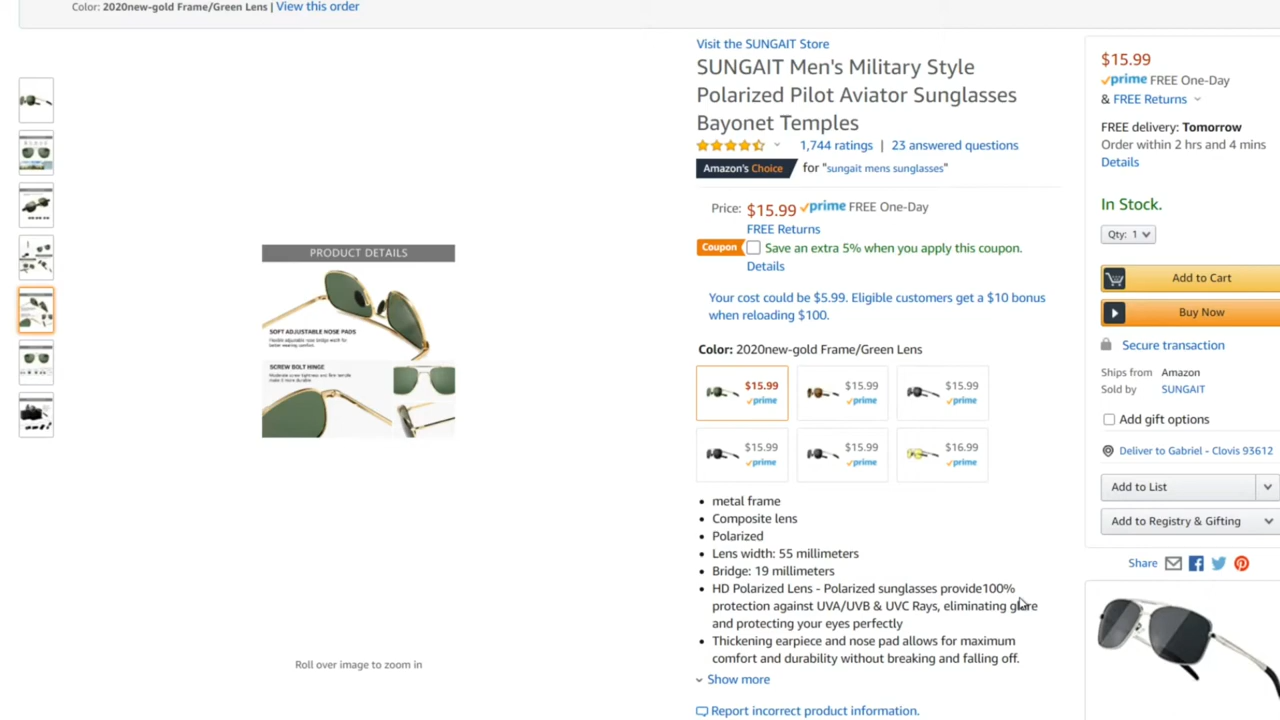 Color: 2020new-gold Frame/Green Lens | View this order
Visit the SUNGAIT Store
SUNGAIT Men's Military Style
Polarized Pilot Aviator Sunglasses
Bayonet Temples
1,744 ratings | 23 answered questions
Amazon's Choice for "sungait mens sunglasses"
Price: $15.99 prime FREE One-Day
FREE Returns
Coupon Save an extra 5% when you apply this coupon.
Details
Your cost could be $5.99. Eligible customers get a $10 bonus
when reloading $100.
Color: 2020new-gold Frame/Green Lens
$15.99 prime
$15.99 prime
$15.99 prime
$15.99 prime
$15.99 prime
$16.99 prime
• metal frame
• Composite lens
• Polarized
• Lens width: 55 millimeters
• Bridge: 19 millimeters
• HD Polarized Lens - Polarized sunglasses provide100%
protection against UVA/UVB & UVC Rays, eliminating glare
and protecting your eyes perfectly
• Thickening earpiece and nose pad allows for maximum
comfort and durability without breaking and falling off.
Show more
Report incorrect product information.
PRODUCT DETAILS
SOFT ADJUSTABLE NOSE PADS
SCREW BOLT HINGE
Roll over image to zoom in
$15.99
prime FREE One-Day
& FREE Returns
FREE delivery: Tomorrow
Order within 2 hrs and 4 mins
Details
In Stock.
Qty: 1
Add to Cart
Buy Now
Secure transaction
Ships from Amazon
Sold by SUNGAIT
Add gift options
Deliver to Gabriel - Clovis 93612
Add to List
Add to Registry & Gifting
Share